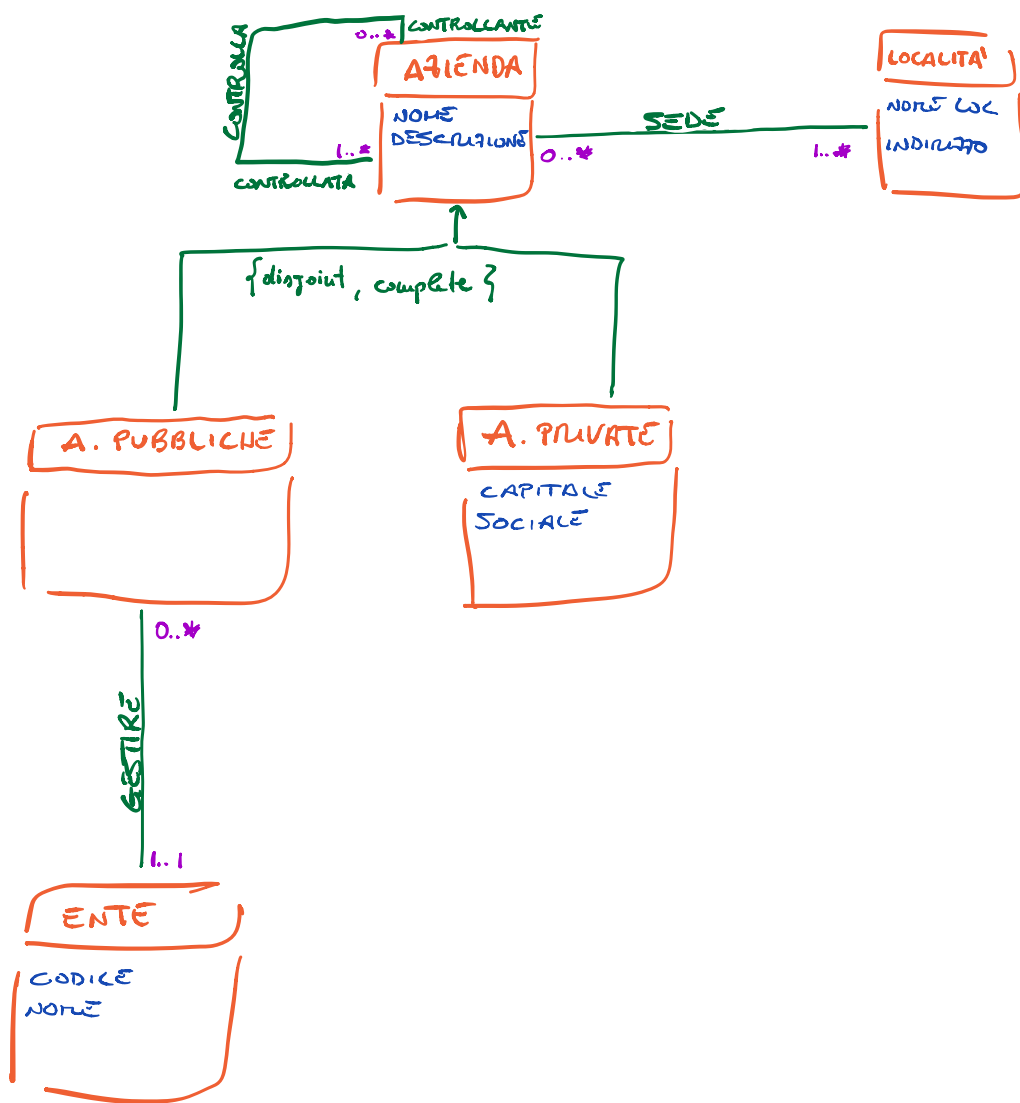 CONTROLLANTE
0..*
AZIENDA
LOCALITA'
CONTROLLA
NOME
DESCRIZIONE
NOME LOC
INDIRIZZO
SEDE
1..*
0..*
1..*
CONTROLLATA
{disjoint, complete}
A. PUBBLICHE
A. PRIVATE
CAPITALE
SOCIALE
0..*
GESTIRE
1..1
ENTE
CODICE
NOME